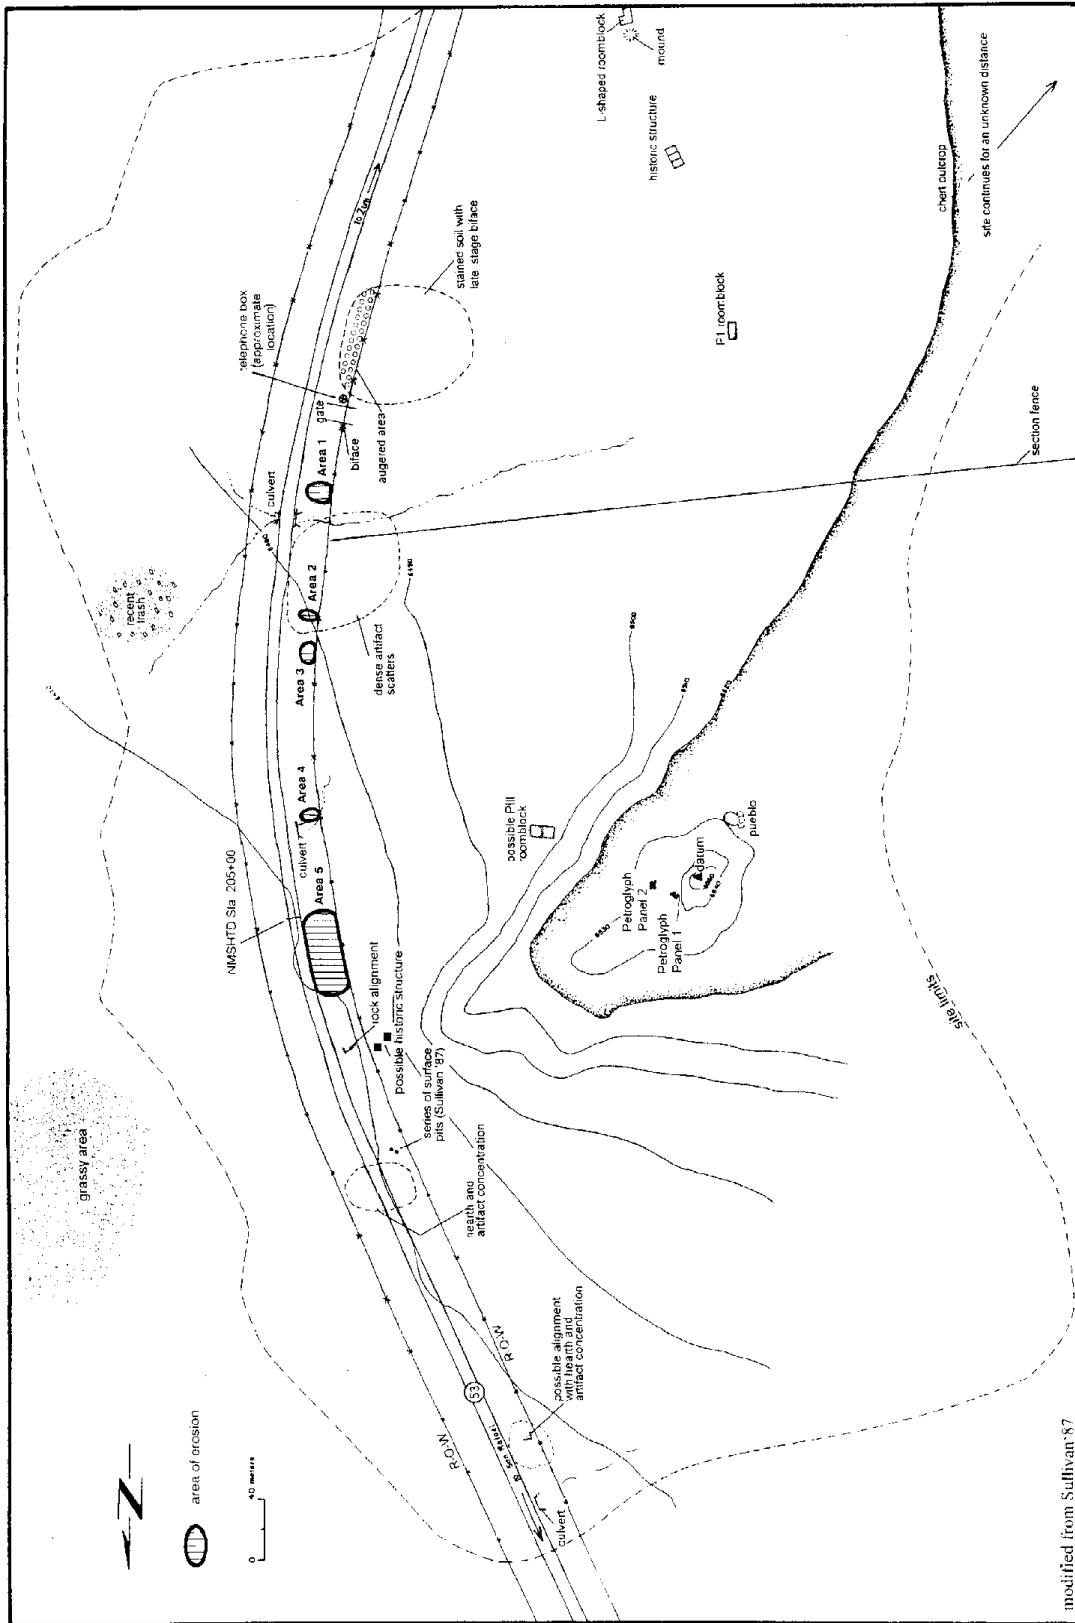 L-shaped roomblock
mound
historic structure
chert outcrop
site continues for an unknown distance
to Zuni
telephone box
(approximate
location)
stained soil with
late stage biface
P1 roomblock
gate
biface
augered area
section fence
culvert
Area 1
recent
trash
Area 2
Area 3
dense artifact
scatters
6490
6500
NMSHTD Sta 205+00
Area 4
culvert
Area 5
possible PIII
roomblock
Petroglyph
Panel 2
Petroglyph
Panel 1
datum
pueblo
6530
rock alignment
possible historic structure
series of surface
pits (Sullivan '87)
site limits
grassy area
hearth and
artifact concentration
R.O.W
R.O.W
53
possible alignment
with hearth and
artifact concentration
culvert
N
area of erosion
0
40 meters
modified from Sullivan '87